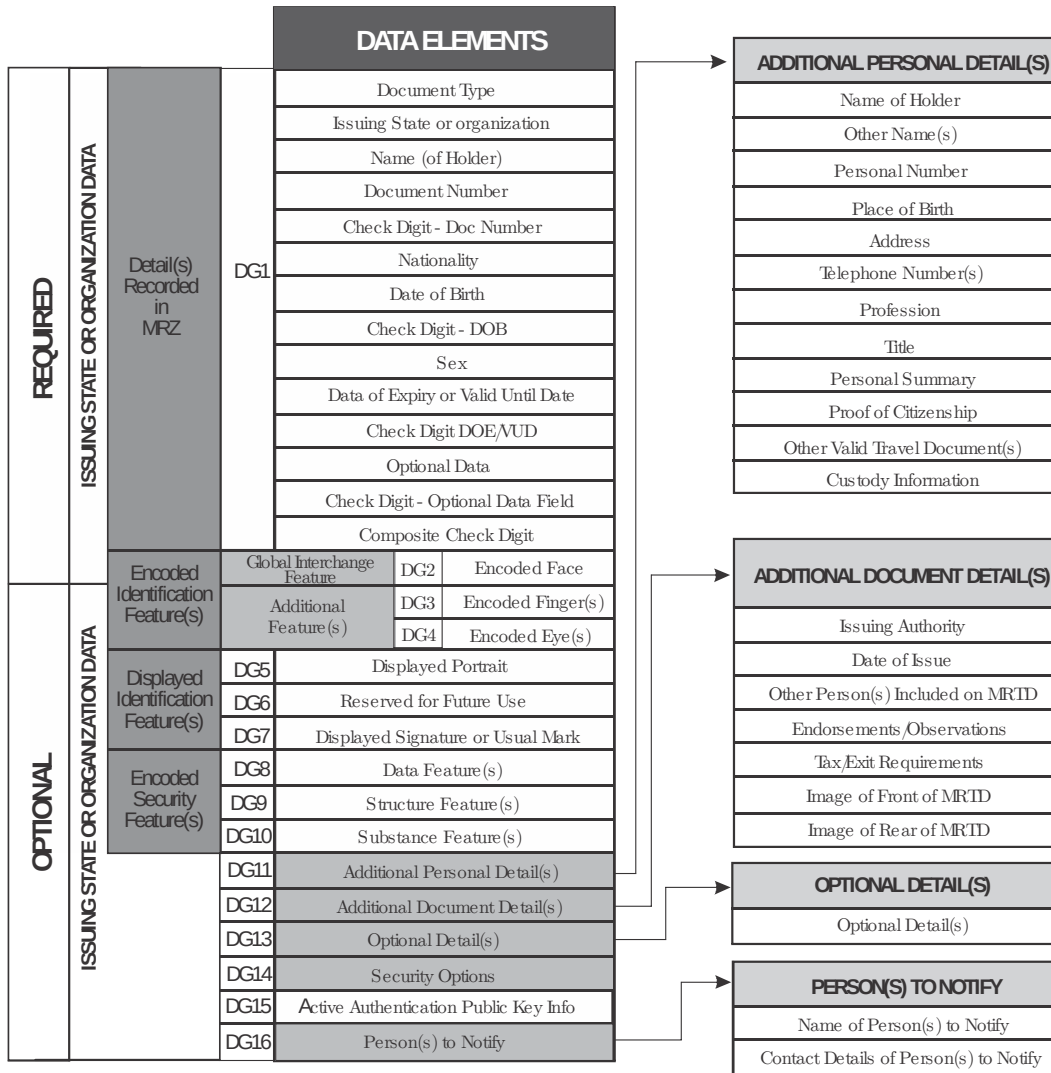 DATA ELEMENTS
REQUIRED
ISSUING STATE OR ORGANIZATION DATA
Detail(s)
Recorded
in
MRZ
DG1
Document Type
Issuing State or organization
Name (of Holder)
Document Number
Check Digit - Doc Number
Nationality
Date of Birth
Check Digit - DOB
Sex
Data of Expiry or Valid Until Date
Check Digit DOE/VUD
Optional Data
Check Digit - Optional Data Field
Composite Check Digit
Encoded
Identification
Feature(s)
Global Interchange
Feature
DG2
Encoded Face
OPTIONAL
ISSUING STATE OR ORGANIZATION DATA
Additional
Feature(s)
DG3
Encoded Finger(s)
DG4
Encoded Eye(s)
Displayed
Identification
Feature(s)
DG5
Displayed Portrait
DG6
Reserved for Future Use
DG7
Displayed Signature or Usual Mark
Encoded
Security
Feature(s)
DG8
Data Feature(s)
DG9
Structure Feature(s)
DG10
Substance Feature(s)
DG11
Additional Personal Detail(s)
DG12
Additional Document Detail(s)
DG13
Optional Detail(s)
DG14
Security Options
DG15
Active Authentication Public Key Info
DG16
Person(s) to Notify
ADDITIONAL PERSONAL DETAIL(S)
Name of Holder
Other Name(s)
Personal Number
Place of Birth
Address
Telephone Number(s)
Profession
Title
Personal Summary
Proof of Citizenship
Other Valid Travel Document(s)
Custody Information
ADDITIONAL DOCUMENT DETAIL(S)
Issuing Authority
Date of Issue
Other Person(s) Included on MRTD
Endorsements/Observations
Tax/Exit Requirements
Image of Front of MRTD
Image of Rear of MRTD
OPTIONAL DETAIL(S)
Optional Detail(s)
PERSON(S) TO NOTIFY
Name of Person(s) to Notify
Contact Details of Person(s) to Notify